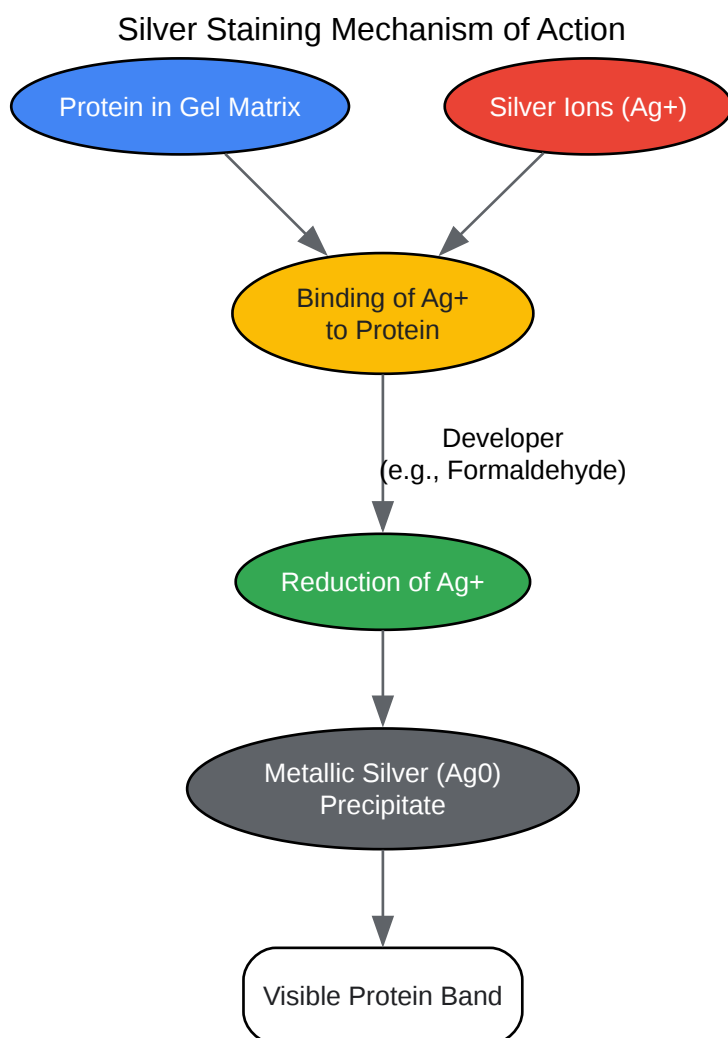 Silver Staining Mechanism of Action
Protein in Gel Matrix
Silver Ions (Ag+)
Binding of Ag+
to Protein
Developer
(e.g., Formaldehyde)
Reduction of Ag+
Metallic Silver (Ag0)
Precipitate
Visible Protein Band